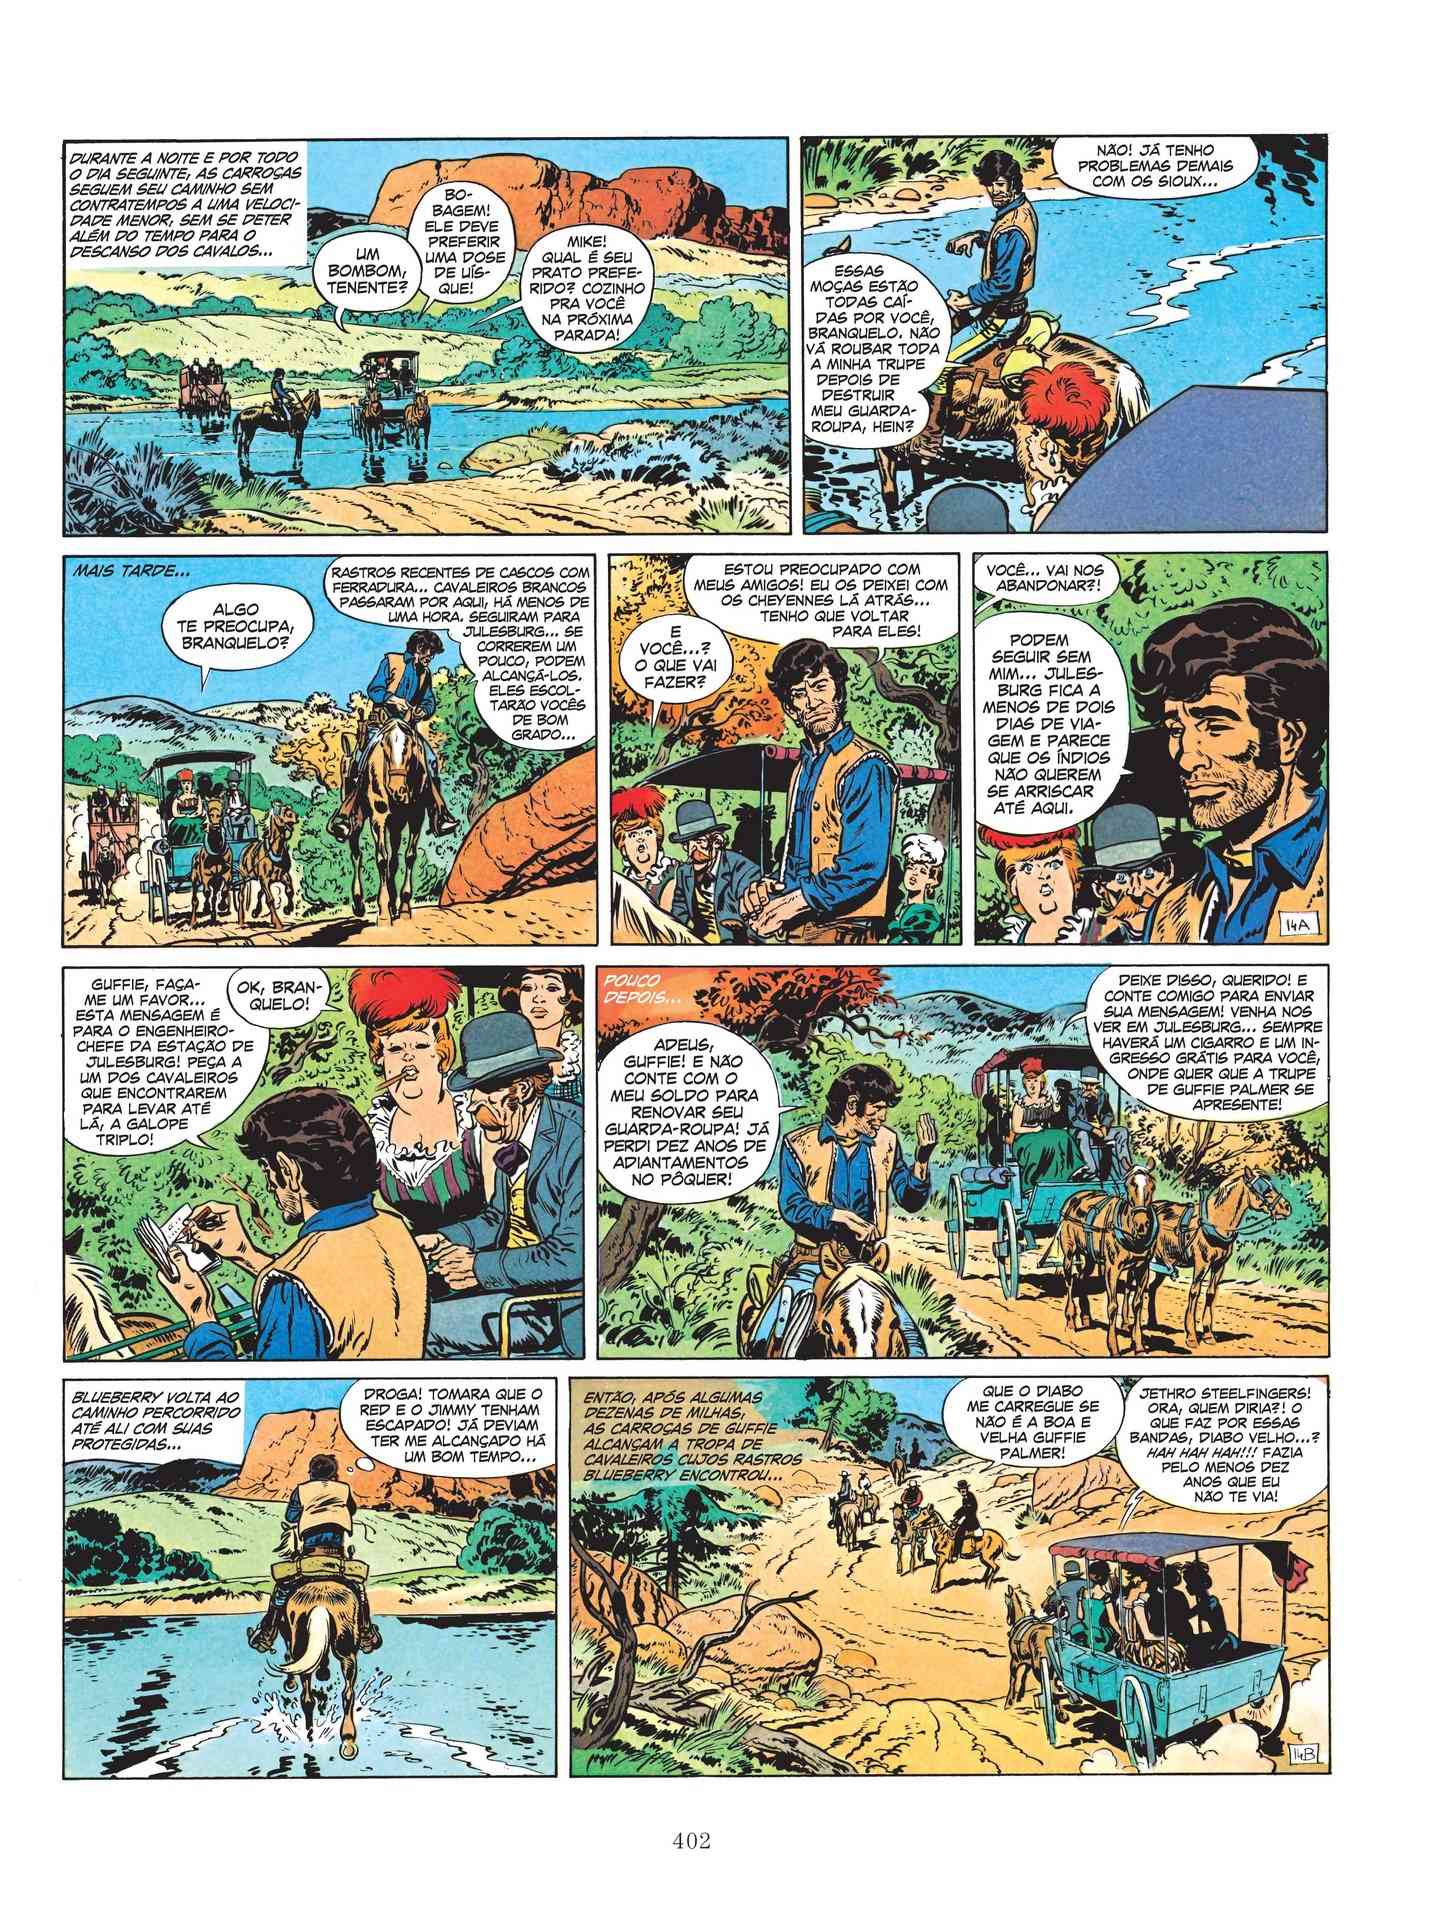 DURANTE A NOITE E POR TODO
O DIA SEGUINTE, AS CARROÇAS
SEGUEM SEU CAMINHO SEM
CONTRATEMPOS A UMA VELOCI-
DADE MENOR, SEM SE DETER
ALÉM DO TEMPO PARA O
DESCANSO DOS CAVALOS...
UM
BOMBOM,
TENENTE?
BO-
BAGEM!
ELE DEVE
PREFERIR
UMA DOSE
DE UÍS-
QUE!
MIKE!
QUAL É SEU
PRATO PREFE-
RIDO? COZINHO
PRA VOCÊ
NA PRÓXIMA
PARADA!
ESSAS
MOÇAS ESTÃO
TODAS CAÍ-
DAS POR VOCÊ,
BRANQUELO. NÃO
VÁ ROUBAR TODA
A MINHA TRUPE
DEPOIS DE
DESTRUIR
MEU GUARDA-
ROUPA, HEIN?
NÃO! JÁ TENHO
PROBLEMAS DEMAIS
COM OS SIOUX...
MAIS TARDE...
ALGO
TE PREOCUPA,
BRANQUELO?
RASTROS RECENTES DE CASCOS COM
FERRADURA... CAVALEIROS BRANCOS
PASSARAM POR AQUI, HÁ MENOS DE
UMA HORA. SEGUIRAM PARA
JULESBURG... SE
CORREREM UM
POUCO, PODEM
ALCANÇÁ-LOS.
ELES ESCOL-
TARÃO VOCÊS
DE BOM
GRADO...
E
VOCÊ...?
O QUE VAI
FAZER?
ESTOU PREOCUPADO COM
MEUS AMIGOS! EU OS DEIXEI COM
OS CHEYENNES LÁ ATRÁS...
TENHO QUE VOLTAR
PARA ELES!
VOCÊ... VAI NOS
ABANDONAR?!
PODEM
SEGUIR SEM
MIM... JULES-
BURG FICA A
MENOS DE DOIS
DIAS DE VIA-
GEM E PARECE
QUE OS ÍNDIOS
NÃO QUEREM
SE ARRISCAR
ATÉ AQUI.
14A
GUFFIE, FAÇA-
ME UM FAVOR...
ESTA MENSAGEM É
PARA O ENGENHEIRO-
CHEFE DA ESTAÇÃO DE
JULESBURG! PEÇA A
UM DOS CAVALEIROS
QUE ENCONTRAREM
PARA LEVAR ATÉ
LÁ, A GALOPE
TRIPLO!
OK, BRAN-
QUELO!
POUCO
DEPOIS...
ADEUS,
GUFFIE! E NÃO
CONTE COM O
MEU SOLDO PARA
RENOVAR SEU
GUARDA-ROUPA! JÁ
PERDI DEZ ANOS DE
ADIANTAMENTOS
NO PÔQUER!
DEIXE DISSO, QUERIDO! E
CONTE COMIGO PARA ENVIAR
SUA MENSAGEM! VENHA NOS
VER EM JULESBURG... SEMPRE
HAVERÁ UM CIGARRO E UM IN-
GRESSO GRÁTIS PARA VOCÊ,
ONDE QUER QUE A TRUPE
DE GUFFIE PALMER SE
APRESENTE!
BLUEBERRY VOLTA AO
CAMINHO PERCORRIDO
ATÉ ALI COM SUAS
PROTEGIDAS...
DROGA! TOMARA QUE O
RED E O JIMMY TENHAM
ESCAPADO! JÁ DEVIAM
TER ME ALCANÇADO HÁ
UM BOM TEMPO...
ENTÃO, APÓS ALGUMAS
DEZENAS DE MILHAS,
AS CARROÇAS DE GUFFIE
ALCANÇAM A TROPA DE
CAVALEIROS CUJOS RASTROS
BLUEBERRY ENCONTROU...
QUE O DIABO
ME CARREGUE SE
NÃO É A BOA E
VELHA GUFFIE
PALMER!
JETHRO STEELFINGERS!
ORA, QUEM DIRIA?! O
QUE FAZ POR ESSAS
BANDAS, DIABO VELHO...?
HAH HAH HAH!!! FAZIA
PELO MENOS DEZ
ANOS QUE EU
NÃO TE VIA!
14B
402